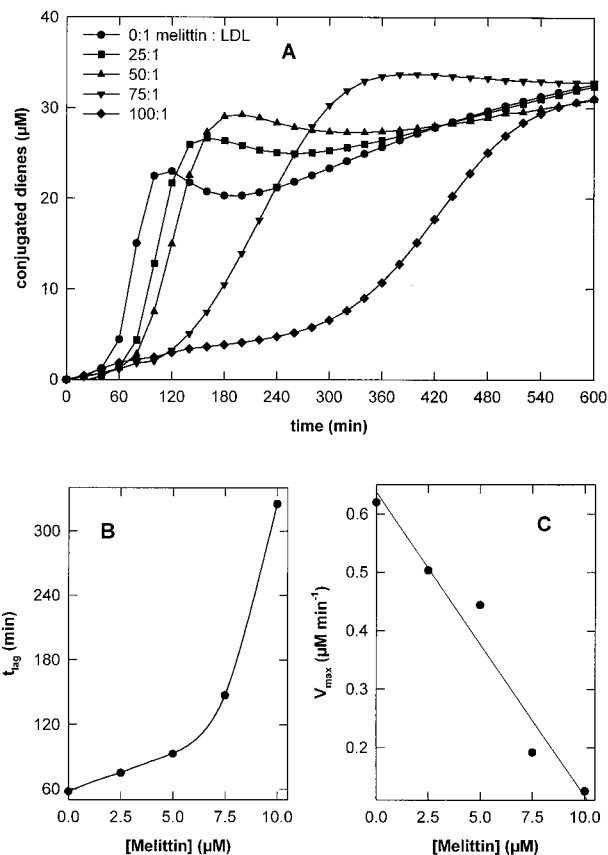 40
30
20
10
0
conjugated dienes (µM)
0:1 melittin : LDL
25:1
50:1
75:1
100:1
A
0 60 120 180 240 300 360 420 480 540 600
time (min)
B
300
240
180
120
60
t lag (min)
0.0 2.5 5.0 7.5 10.0
[Melittin] (µM)
C
0.6
0.5
0.4
0.3
0.2
V max (µM min⁻¹)
0.0 2.5 5.0 7.5 10.0
[Melittin] (µM)